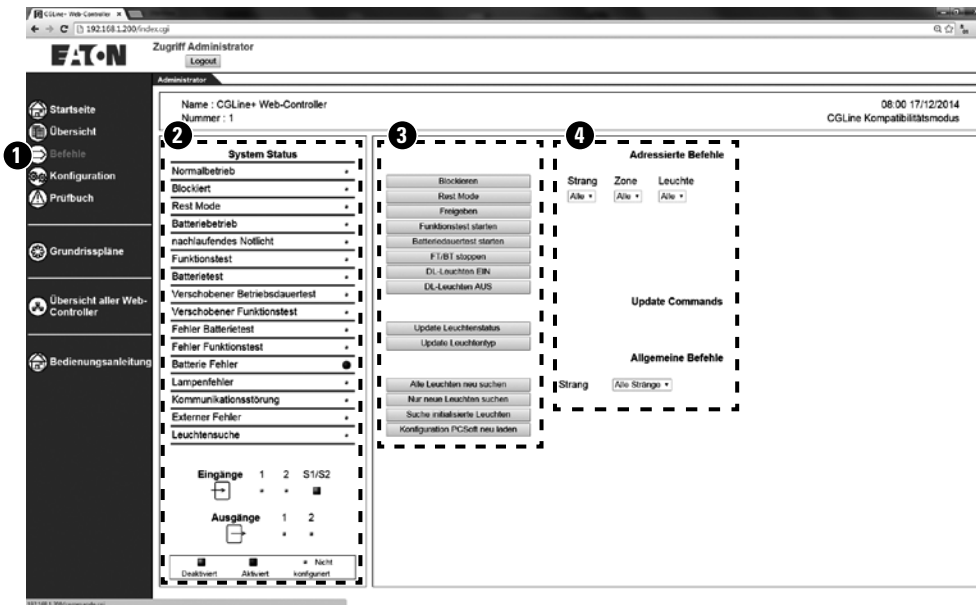 CGLine+ Web-Controller
192.168.1.200/index.cgi
EATON
Zugriff Administrator
Logout
Administrator
Startseite
Übersicht
1
Befehle
Konfiguration
Prüfbuch
Grundrisspläne
Übersicht aller Web-
Controller
Bedienungsanleitung
Name : CGLine+ Web-Controller
Nummer : 1
08:00 17/12/2014
CGLine Kompatibilitätsmodus
2
System Status
Normalbetrieb
Blockiert
Rest Mode
Batteriebetrieb
nachlaufendes Notlicht
Funktionstest
Batterietest
Verschobener Betriebsdauertest
Verschobener Funktionstest
Fehler Batterietest
Fehler Funktionstest
Batterie Fehler
Lampenfehler
Kommunikationsstörung
Externer Fehler
Leuchtensuche
Eingänge 1 2 S1/S2
Ausgänge 1 2
Deaktiviert Aktiviert Nicht konfiguriert
3
Blockieren
Rest Mode
Freigeben
Funktionstest starten
Batteriedauertest starten
FT/BT stoppen
DL-Leuchten EIN
DL-Leuchten AUS
Update Leuchtenstatus
Update Leuchtentyp
Alle Leuchten neu suchen
Nur neue Leuchten suchen
Suche initialisierte Leuchten
Konfiguration PCSoft neu laden
4
Adressierte Befehle
Strang Zone Leuchte
Alle Alle Alle
Update Commands
Allgemeine Befehle
Strang Alle Stränge